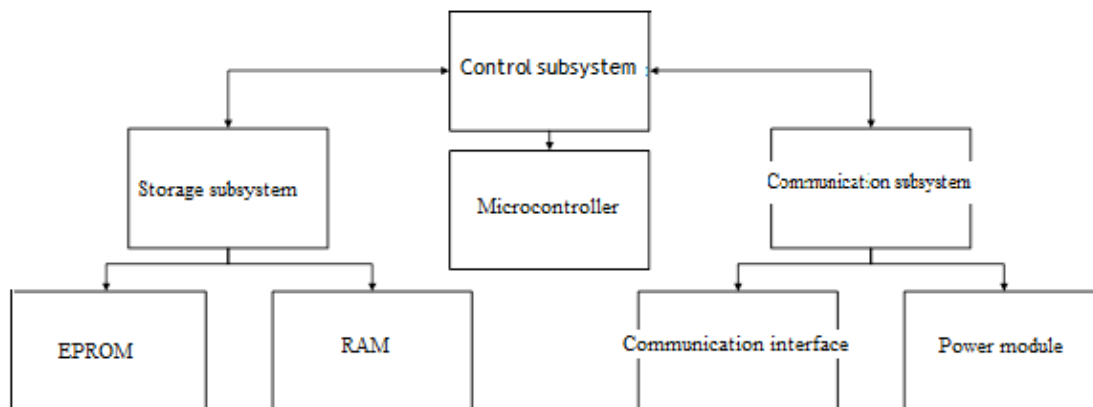 Control subsystem
Storage subsystem
Microcontroller
Communication subsystem
EPROM
RAM
Communication interface
Power module